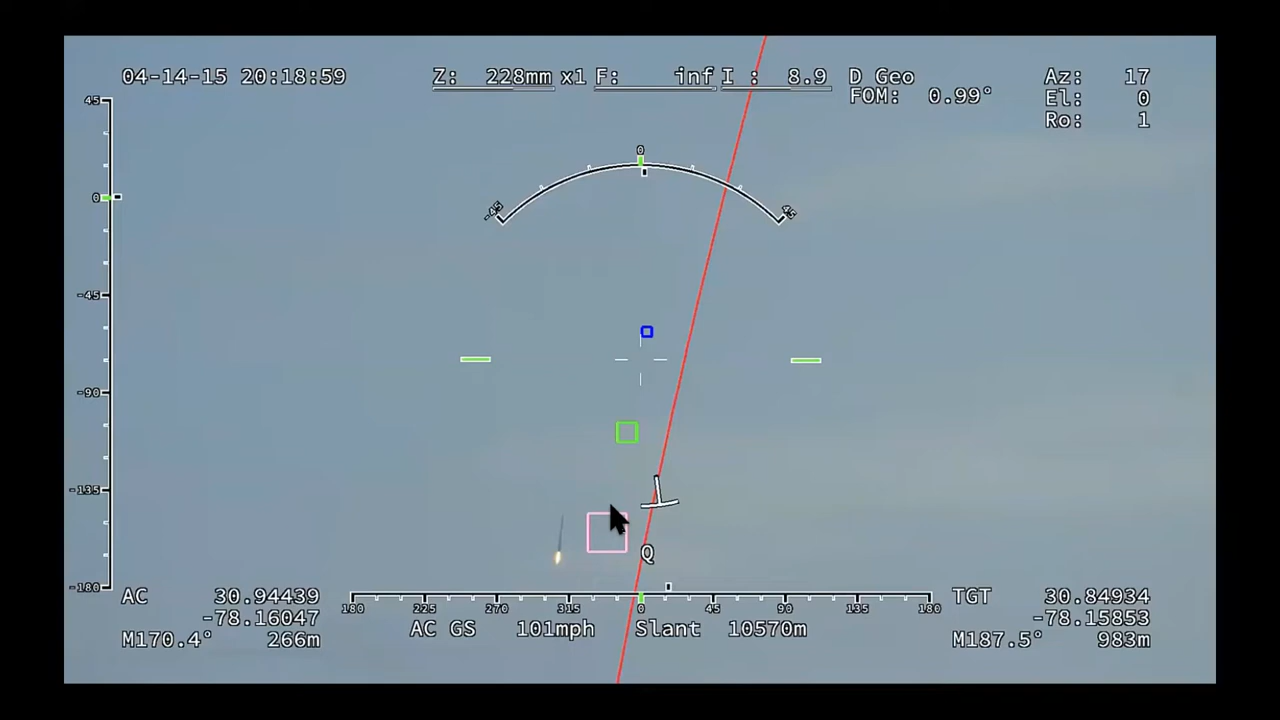 04-14-15 20:18:59
Z: 228mm x1 F: inf I : 8.9
D Geo
FOM: 0.99°
Az: 17
El: 0
Ro: 1
45
0
-45
-90
-135
-180
-45
0
45
Q
180 225 270 315 0 45 90 135 180
AC 30.94439
-78.16047
M170.4° 266m
AC GS 101mph Slant 10570m
TGT 30.84934
-78.15853
M187.5° 983m